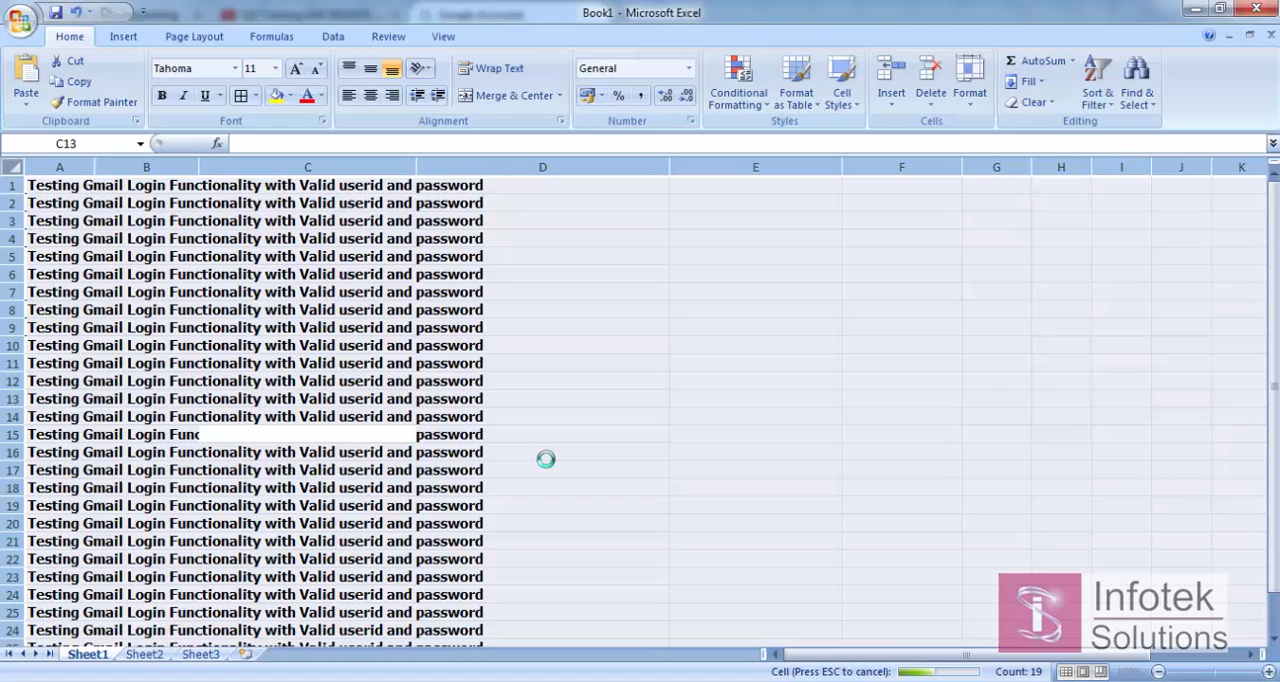 Book1 - Microsoft Excel
Home Insert Page Layout Formulas Data Review View
Paste Cut Copy Format Painter
Clipboard
Tahoma 11
B I U A
Font
Wrap Text
Merge & Center
Alignment
General
% ,
Number
Conditional Formatting Format as Table Cell Styles
Styles
Insert Delete Format
Cells
Σ AutoSum Fill Clear Sort & Filter Find & Select
Editing
C13 fx
A B C D E F G H I J K
1 Testing Gmail Login Functionality with Valid userid and password
2 Testing Gmail Login Functionality with Valid userid and password
3 Testing Gmail Login Functionality with Valid userid and password
4 Testing Gmail Login Functionality with Valid userid and password
5 Testing Gmail Login Functionality with Valid userid and password
6 Testing Gmail Login Functionality with Valid userid and password
7 Testing Gmail Login Functionality with Valid userid and password
8 Testing Gmail Login Functionality with Valid userid and password
9 Testing Gmail Login Functionality with Valid userid and password
10 Testing Gmail Login Functionality with Valid userid and password
11 Testing Gmail Login Functionality with Valid userid and password
12 Testing Gmail Login Functionality with Valid userid and password
13 Testing Gmail Login Functionality with Valid userid and password
14 Testing Gmail Login Functionality with Valid userid and password
15 Testing Gmail Login Func password
16 Testing Gmail Login Functionality with Valid userid and password
17 Testing Gmail Login Functionality with Valid userid and password
18 Testing Gmail Login Functionality with Valid userid and password
19 Testing Gmail Login Functionality with Valid userid and password
20 Testing Gmail Login Functionality with Valid userid and password
21 Testing Gmail Login Functionality with Valid userid and password
22 Testing Gmail Login Functionality with Valid userid and password
23 Testing Gmail Login Functionality with Valid userid and password
24 Testing Gmail Login Functionality with Valid userid and password
25 Testing Gmail Login Functionality with Valid userid and password
24 Testing Gmail Login Functionality with Valid userid and password
Infotek
Solutions
Sheet1 Sheet2 Sheet3
Cell (Press ESC to cancel): Count: 19 100%